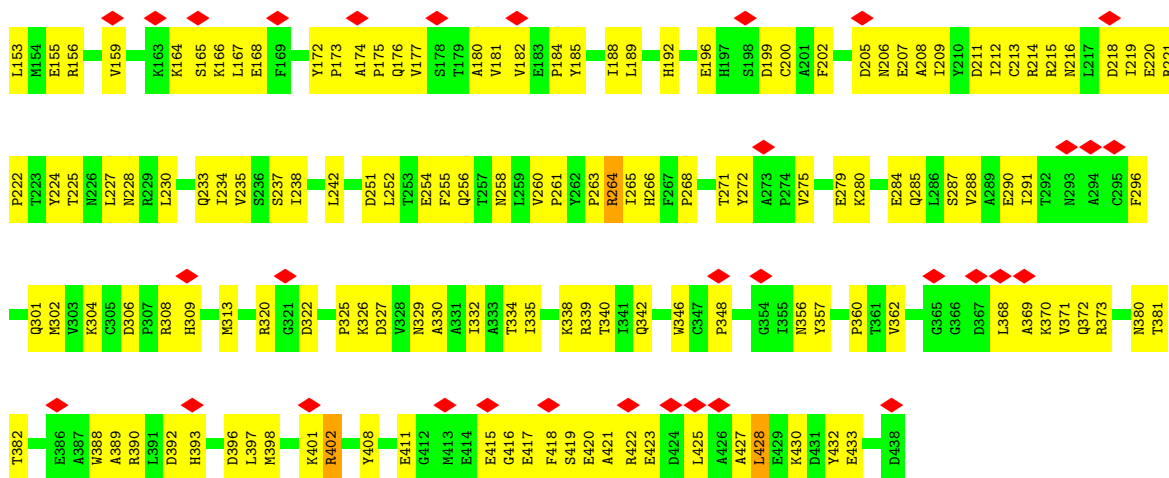 L153 M154 E155 R156 V159 K163 K164 S165 K166 L167 E168 F169 Y172 P173 A174 P175 Q176 V177 S178 T179 A180 V181 V182 E183 P184 Y185 I188 L189 H192 E196 H197 S198 D199 C200 A201 F202 D205 N206 E207 A208 I209 Y210 D211 I212 C213 R214 R215 N216 L217 D218 I219 E220 R221
P222 T223 Y224 T225 N226 L227 N228 R229 L230 Q233 I234 V235 S236 S237 I238 L242 D251 L252 T253 E254 F255 Q256 T257 N258 L259 V260 P261 Y262 P263 R264 I265 H266 F267 P268 T271 Y272 A273 P274 V275 E279 K280 E284 Q285 L286 S287 V288 A289 E290 I291 T292 N293 A294 C295 F296
Q301 M302 V303 K304 C305 D306 P307 R308 H309 M313 R320 G321 D322 P325 K326 D327 V328 N329 A330 A331 I332 A333 T334 I335 K338 R339 T340 I341 Q342 W346 C347 P348 G354 I355 N356 Y357 P360 T361 V362 G365 G366 D367 L368 A369 K370 V371 Q372 R373 N380 T381
T382 E386 A387 W388 A389 R390 L391 D392 H393 D396 L397 M398 K401 R402 Y408 E411 G412 M413 E414 E415 G416 E417 F418 S419 E420 A421 R422 E423 D424 L425 A426 A427 L428 E429 K430 D431 Y432 E433 D438